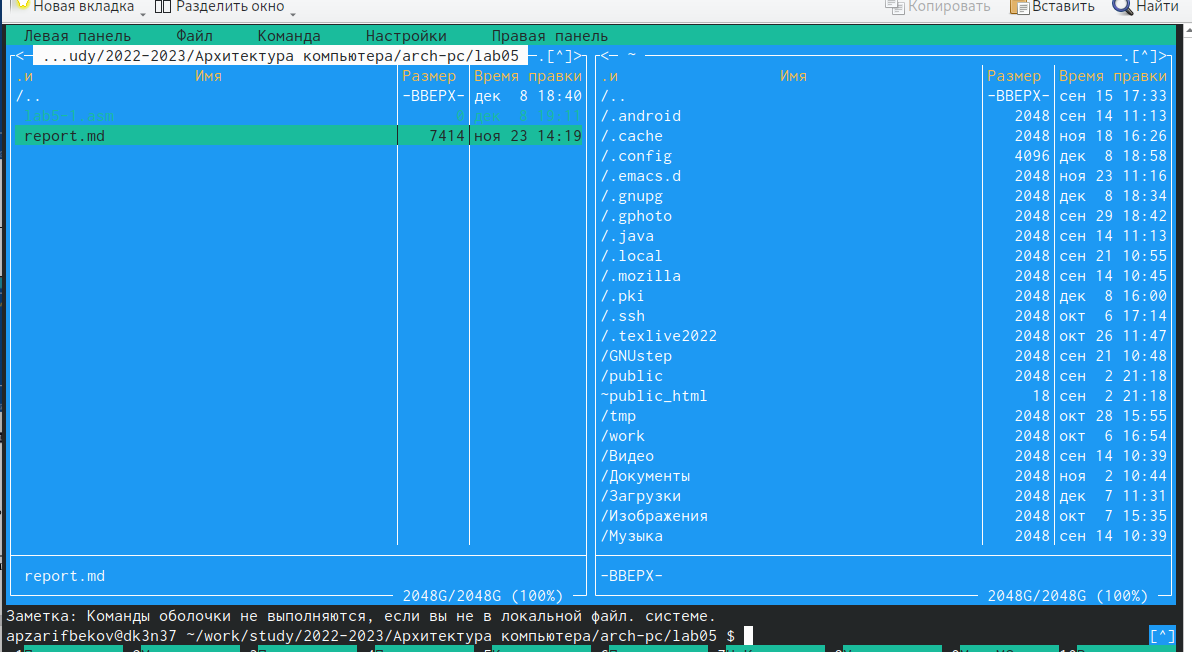 Новая вкладка Разделить окно Копировать Вставить Найти
Левая панель Файл Команда Настройки Правая панель
<— ...udy/2022-2023/Архитектура компьютера/arch-pc/lab05 —.[^]>
.и Имя Размер Время правки
/.. -ВВЕРХ- дек 8 18:40
lab5-1.asm 0 дек 8 19:11
report.md 7414 ноя 23 14:19
report.md
2048G/2048G (100%)
<— ~ —.[^]>
.и Имя Размер Время правки
/.. -ВВЕРХ- сен 15 17:33
/.android 2048 сен 14 11:13
/.cache 2048 ноя 18 16:26
/.config 4096 дек 8 18:58
/.emacs.d 2048 ноя 23 11:16
/.gnupg 2048 дек 8 18:34
/.gphoto 2048 сен 29 18:42
/.java 2048 сен 14 11:13
/.local 2048 сен 21 10:55
/.mozilla 2048 сен 14 10:45
/.pki 2048 дек 8 16:00
/.ssh 2048 окт 6 17:14
/.texlive2022 2048 окт 26 11:47
/GNUstep 2048 сен 21 10:48
/public 2048 сен 2 21:18
~public_html 18 сен 2 21:18
/tmp 2048 окт 28 15:55
/work 2048 окт 6 16:54
/Видео 2048 сен 14 10:39
/Документы 2048 ноя 2 10:44
/Загрузки 2048 дек 7 11:31
/Изображения 2048 окт 7 15:35
/Музыка 2048 сен 14 10:39
-ВВЕРХ-
2048G/2048G (100%)
Заметка: Команды оболочки не выполняются, если вы не в локальной файл. системе.
apzarifbekov@dk3n37 ~/work/study/2022-2023/Архитектура компьютера/arch-pc/lab05 $ [^]